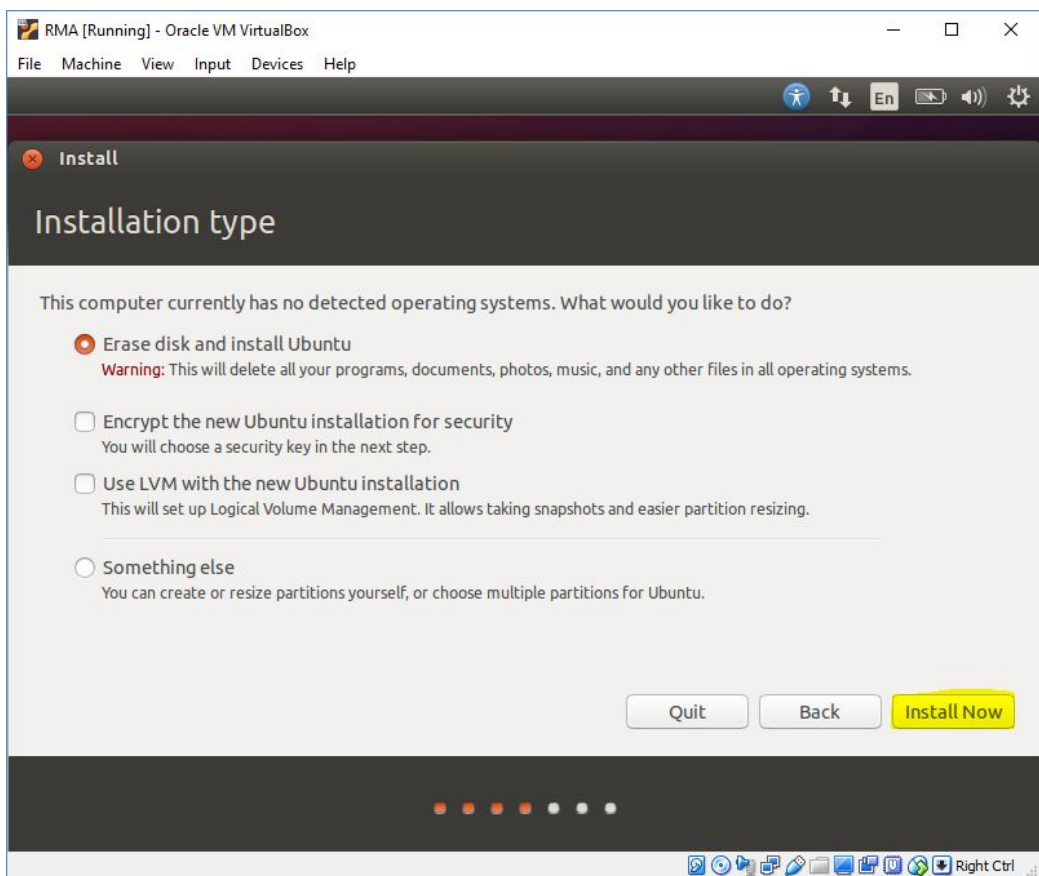 RMA [Running] - Oracle VM VirtualBox
File Machine View Input Devices Help
En
Install
Installation type
This computer currently has no detected operating systems. What would you like to do?
Erase disk and install Ubuntu
Warning: This will delete all your programs, documents, photos, music, and any other files in all operating systems.
Encrypt the new Ubuntu installation for security
You will choose a security key in the next step.
Use LVM with the new Ubuntu installation
This will set up Logical Volume Management. It allows taking snapshots and easier partition resizing.
Something else
You can create or resize partitions yourself, or choose multiple partitions for Ubuntu.
Quit Back Install Now
Right Ctrl